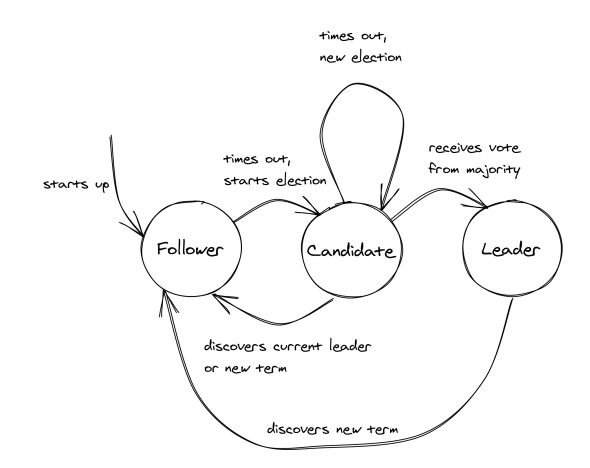 times out,
new election
times out,
starts election
receives vote
from majority
starts up
Follower
Candidate
Leader
discovers current leader
or new term
discovers new term